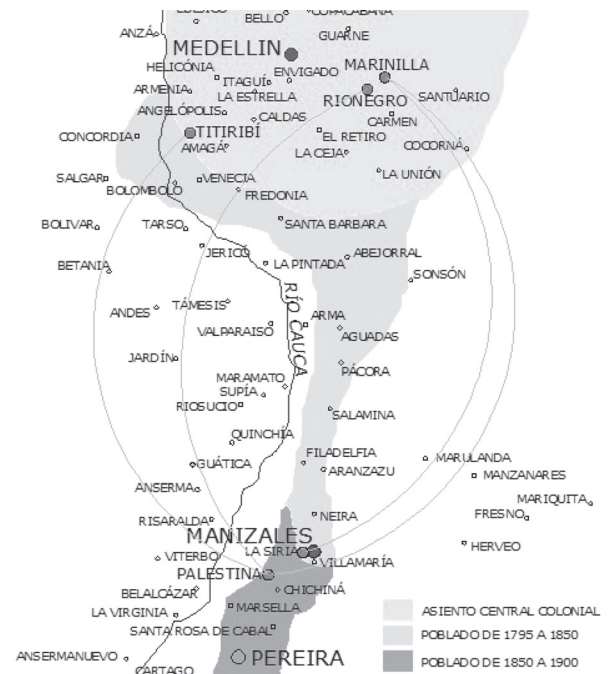 EBÉJICO
COPACABANA
BELLO
GUARNE
ANZÁ
MEDELLIN
MARINILLA
HELICÓNIA
ITAGUÍ
ENVIGADO
ARMENIA
LA ESTRELLA
RIONEGRO
SANTUARIO
ANGELÓPOLIS
CALDAS
CARMEN
CONCORDIA
TITIRIBÍ
EL RETIRO
COCORNÁ
AMAGÁ
LA CEJA
SALGAR
VENECIA
LA UNIÓN
BOLOMBOLO
FREDONIA
BOLIVAR
TARSO
SANTA BARBARA
JERICÓ
ABEJORRAL
BETANIA
LA PINTADA
SONSÓN
ANDES
TÁMESIS
RÍO CAUCA
ARMA
VALPARAISO
AGUADAS
JARDÍN
PÁCORA
MARAMATO
SUPÍA
RIOSUCIO
SALAMINA
QUINCHÍA
FILADELFIA
GUÁTICA
ARANZAZU
MARULANDA
MANZANARES
ANSERMA
MARIQUITA
RISARALDA
NEIRA
FRESNO
MANIZALES
LA SIRIA
HERVEO
VITERBO
VILLAMARÍA
PALESTINA
BELALCÁZAR
CHICHINÁ
LA VIRGINIA
MARSELLA
ASIENTO CENTRAL COLONIAL
SANTA ROSA DE CABAL
POBLADO DE 1795 A 1850
ANSERMANUEVO
PEREIRA
POBLADO DE 1850 A 1900
CARTAGO